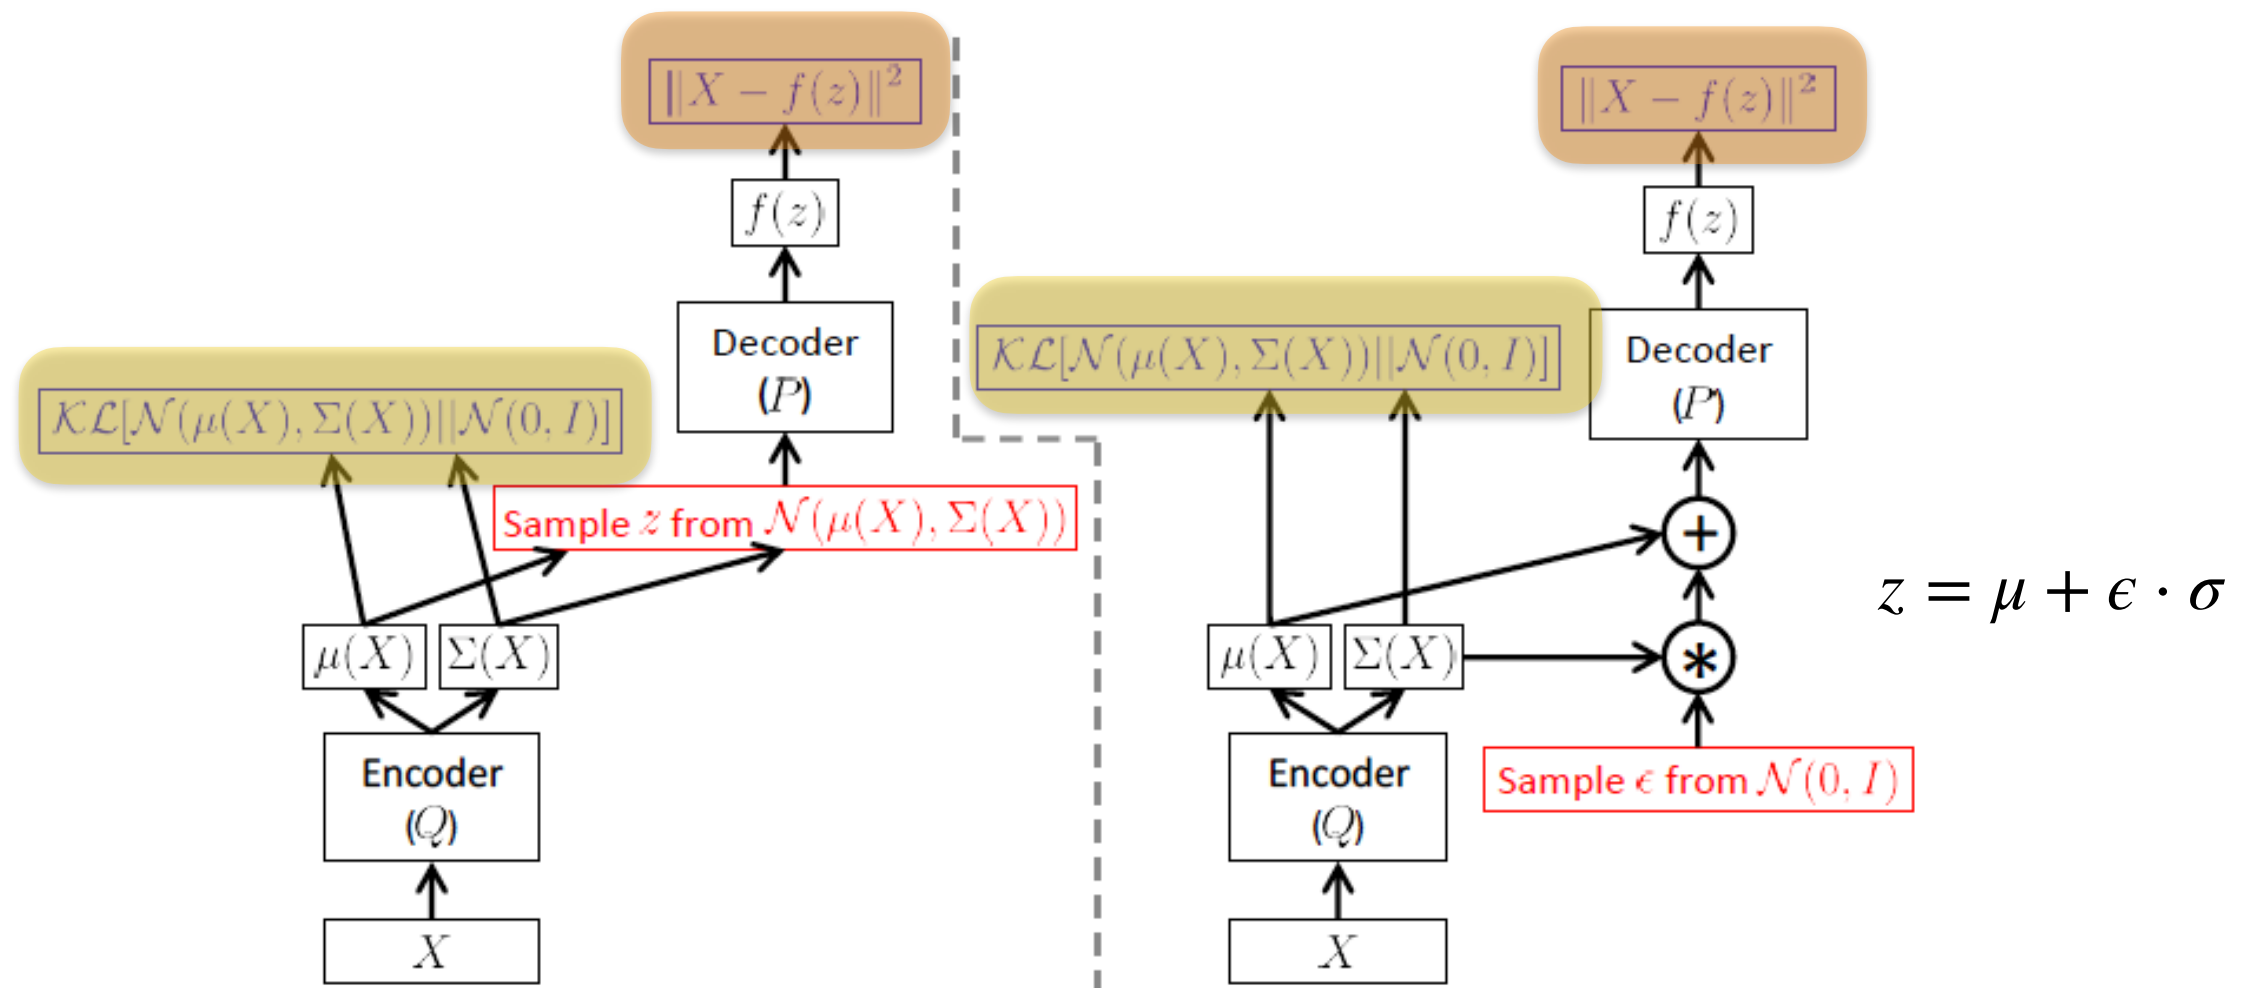 ‖X − f(z)‖²
f(z)
Decoder
(P)
𝒦ℒ[𝒩(μ(X), Σ(X))||𝒩(0, I)]
Sample z from 𝒩(μ(X), Σ(X))
μ(X) Σ(X)
Encoder
(Q)
X
‖X − f(z)‖²
f(z)
𝒦ℒ[𝒩(μ(X), Σ(X))||𝒩(0, I)]
Decoder
(P)
+
z = μ + ϵ · σ
μ(X) Σ(X) *
Encoder
(Q)
Sample ϵ from 𝒩(0, I)
X